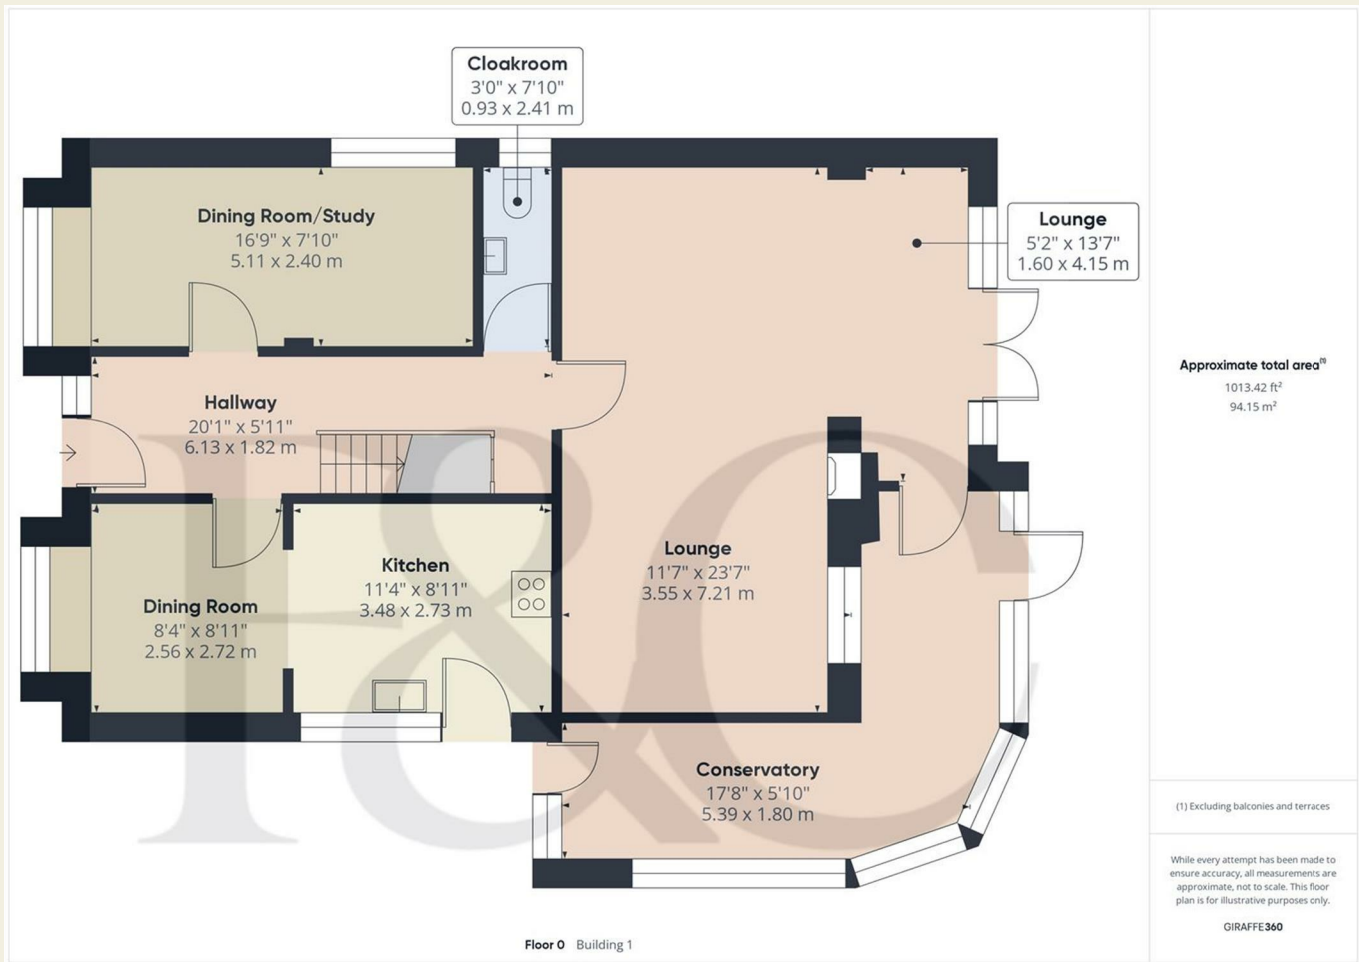 Cloakroom
3'0" x 7'10"
0.93 x 2.41 m
Dining Room/Study
16'9" x 7'10"
5.11 x 2.40 m
Lounge
5'2" x 13'7"
1.60 x 4.15 m
Hallway
20'1" x 5'11"
6.13 x 1.82 m
Dining Room
8'4" x 8'11"
2.56 x 2.72 m
Kitchen
11'4" x 8'11"
3.48 x 2.73 m
Lounge
11'7" x 23'7"
3.55 x 7.21 m
Conservatory
17'8" x 5'10"
5.39 x 1.80 m
F&C
Floor 0 Building 1
Approximate total area(1)
1013.42 ft²
94.15 m²
(1) Excluding balconies and terraces
While every attempt has been made to
ensure accuracy, all measurements are
approximate, not to scale. This floor
plan is for illustrative purposes only.
GIRAFFE360